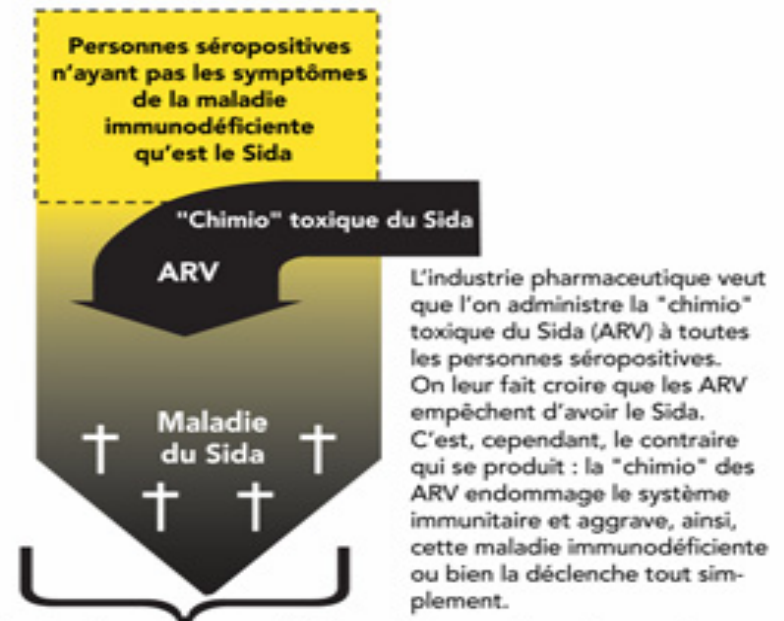 Personnes séropositives
n'ayant pas les symptômes
de la maladie
immunodéficiente
qu'est le Sida
"Chimio" toxique du Sida
ARV
Maladie
du Sida
L'industrie pharmaceutique veut
que l'on administre la "chimio"
toxique du Sida (ARV) à toutes
les personnes séropositives.
On leur fait croire que les ARV
empêchent d'avoir le Sida.
C'est, cependant, le contraire
qui se produit : la "chimio" des
ARV endommage le système
immunitaire et aggrave, ainsi,
cette maladie immunodéficiente
ou bien la déclenche tout sim-
plement.